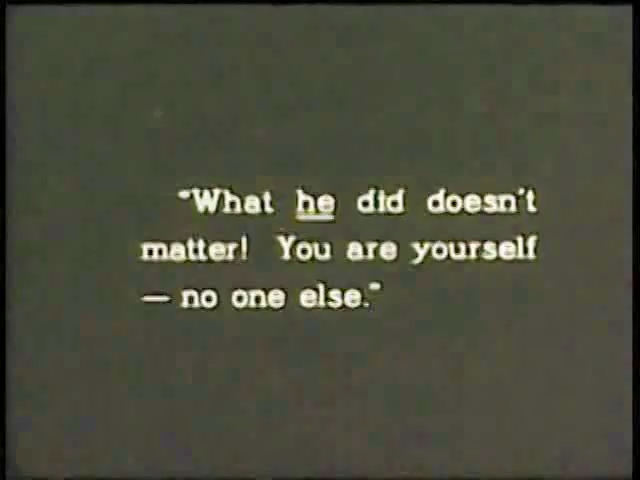 "What he did doesn't
matter! You are yourself
— no one else."